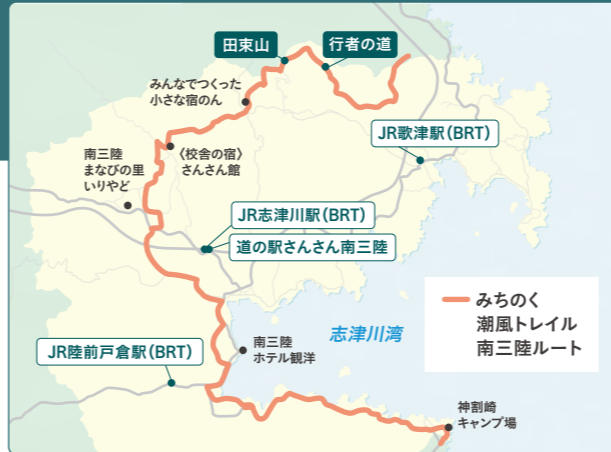 田束山
行者の道
みんなでつくった
小さな宿のん
JR歌津駅(BRT)
南三陸
まなびの里
いりやど
〈校舎の宿〉
さんさん館
JR志津川駅(BRT)
道の駅さんさん南三陸
みちのく
潮風トレイル
南三陸ルート
志津川湾
南三陸
ホテル観洋
JR陸前戸倉駅(BRT)
神割崎
キャンプ場